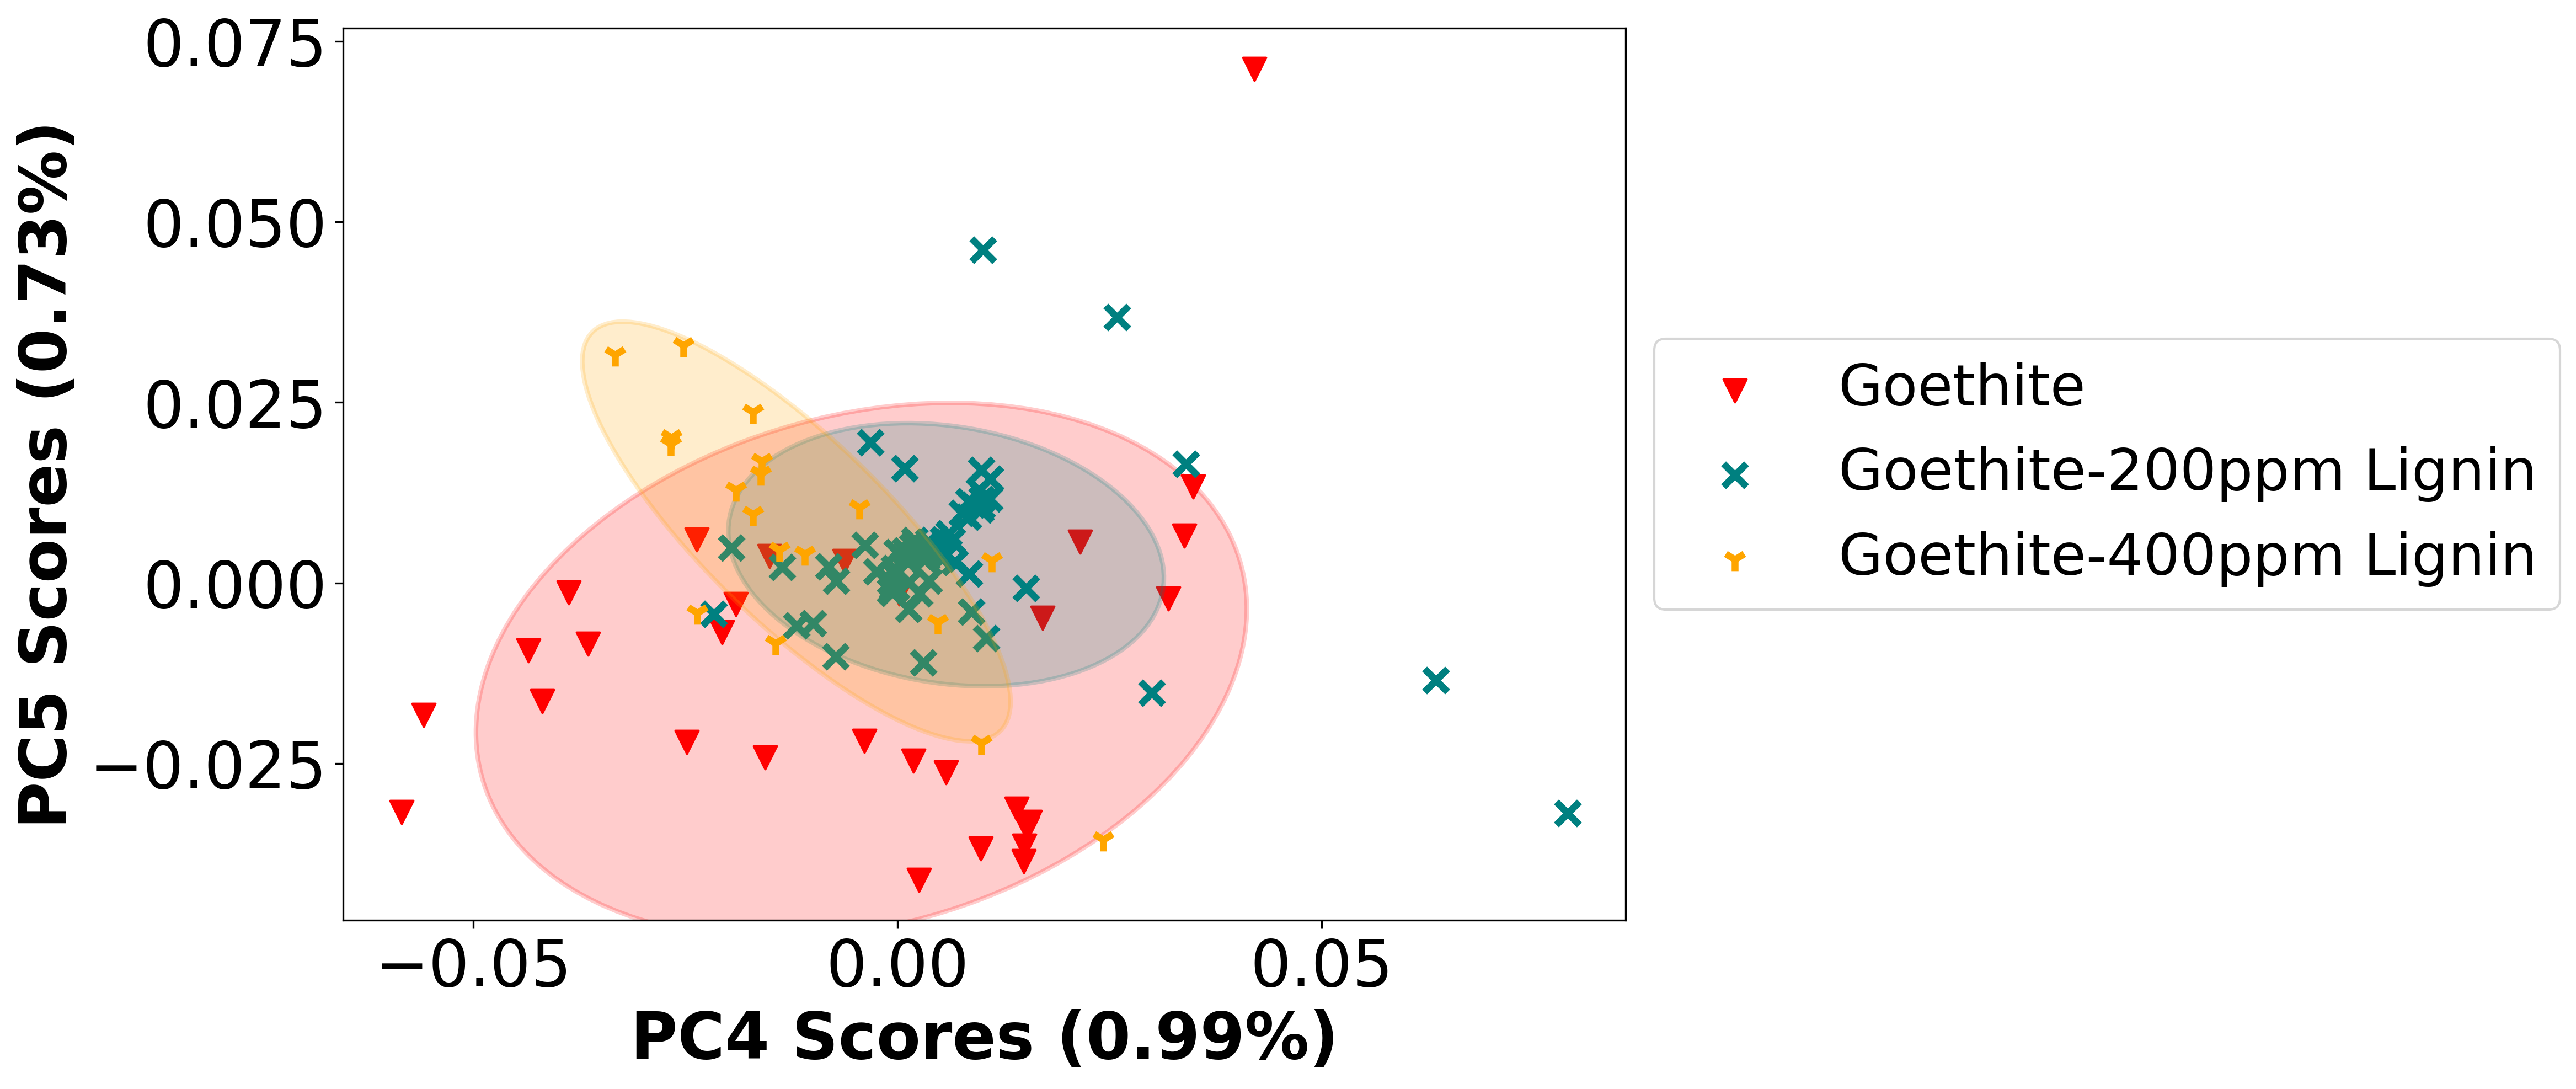 0.075
0.050
0.025
0.000
−0.025
PC5 Scores (0.73%)
−0.05
0.00
0.05
PC4 Scores (0.99%)
Goethite
Goethite-200ppm Lignin
Goethite-400ppm Lignin